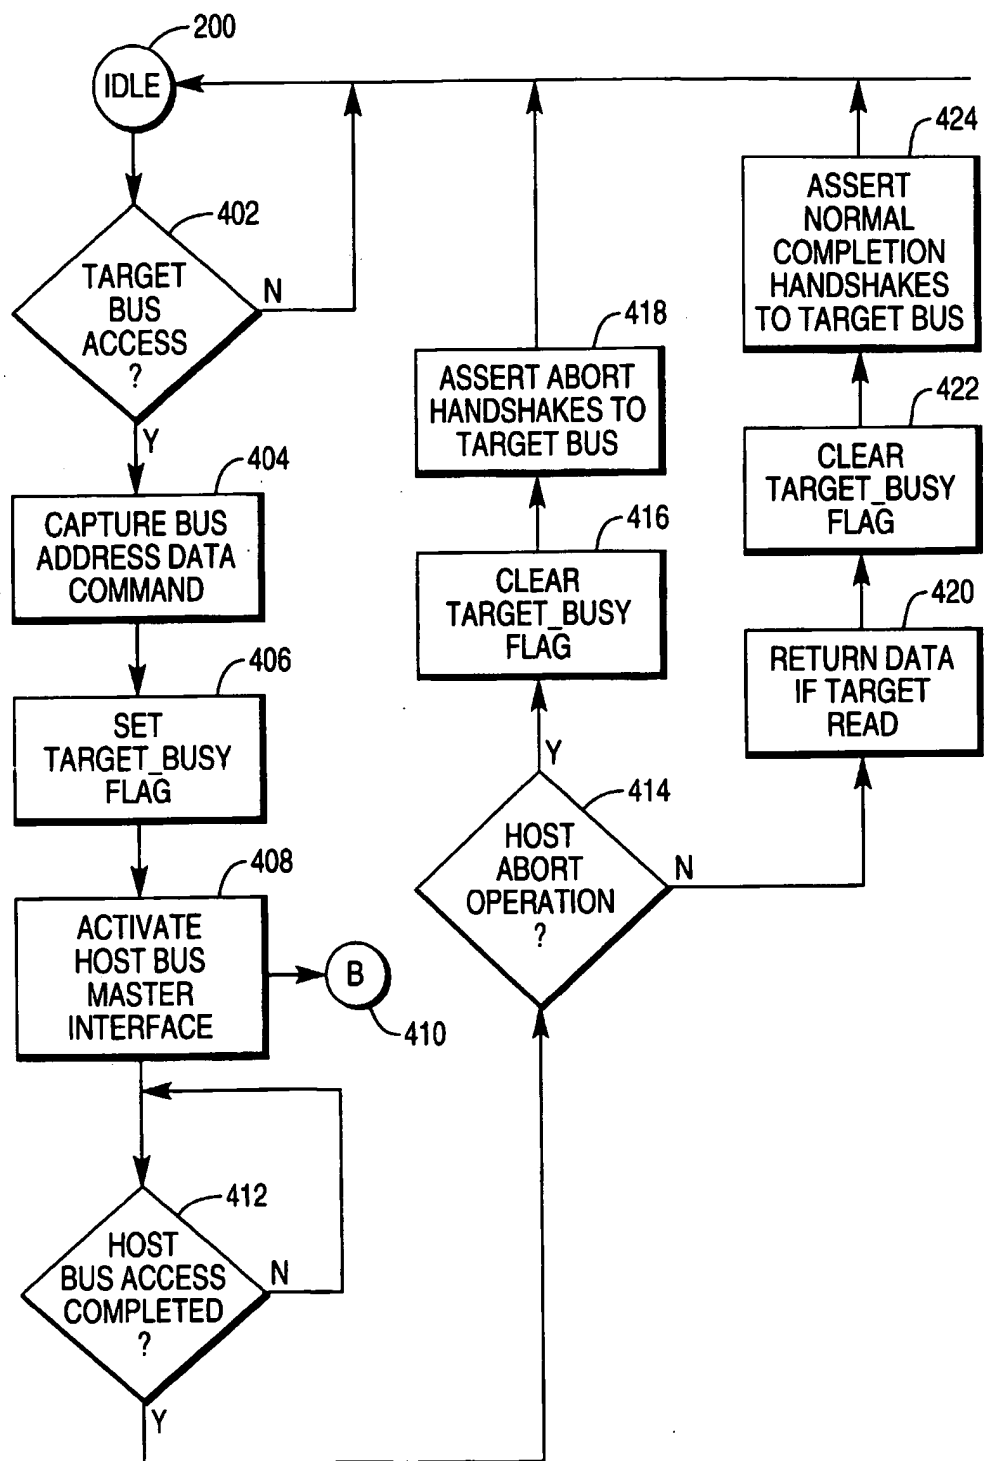 200
IDLE
402
TARGET
BUS
ACCESS
?
N
Y
404
CAPTURE BUS
ADDRESS DATA
COMMAND
406
SET
TARGET_BUSY
FLAG
408
ACTIVATE
HOST BUS
MASTER
INTERFACE
B
410
412
HOST
BUS ACCESS
COMPLETED
?
N
Y
414
HOST
ABORT
OPERATION
?
Y
N
416
CLEAR
TARGET_BUSY
FLAG
418
ASSERT ABORT
HANDSHAKES TO
TARGET BUS
420
RETURN DATA
IF TARGET
READ
422
CLEAR
TARGET_BUSY
FLAG
424
ASSERT
NORMAL
COMPLETION
HANDSHAKES
TO TARGET BUS